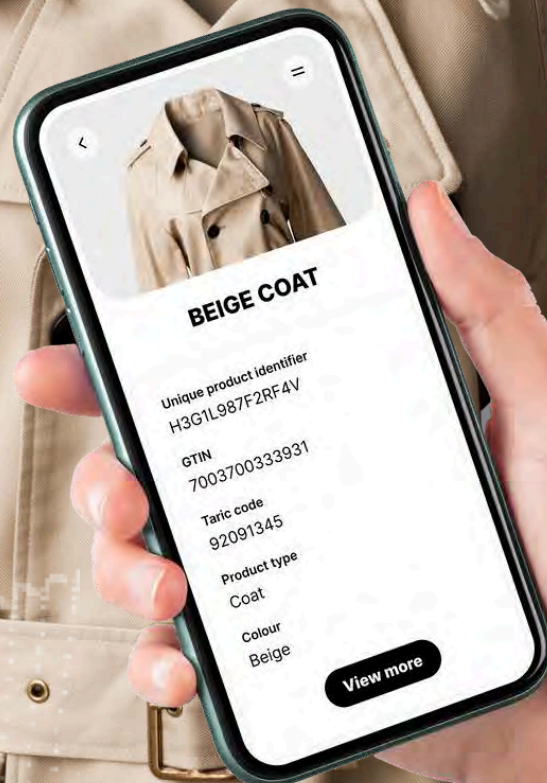 BEIGE COAT
Unique product identifier
H3G1L987F2RF4V
GTIN
7003700333931
Taric code
92091345
Product type
Coat
Colour
Beige
View more